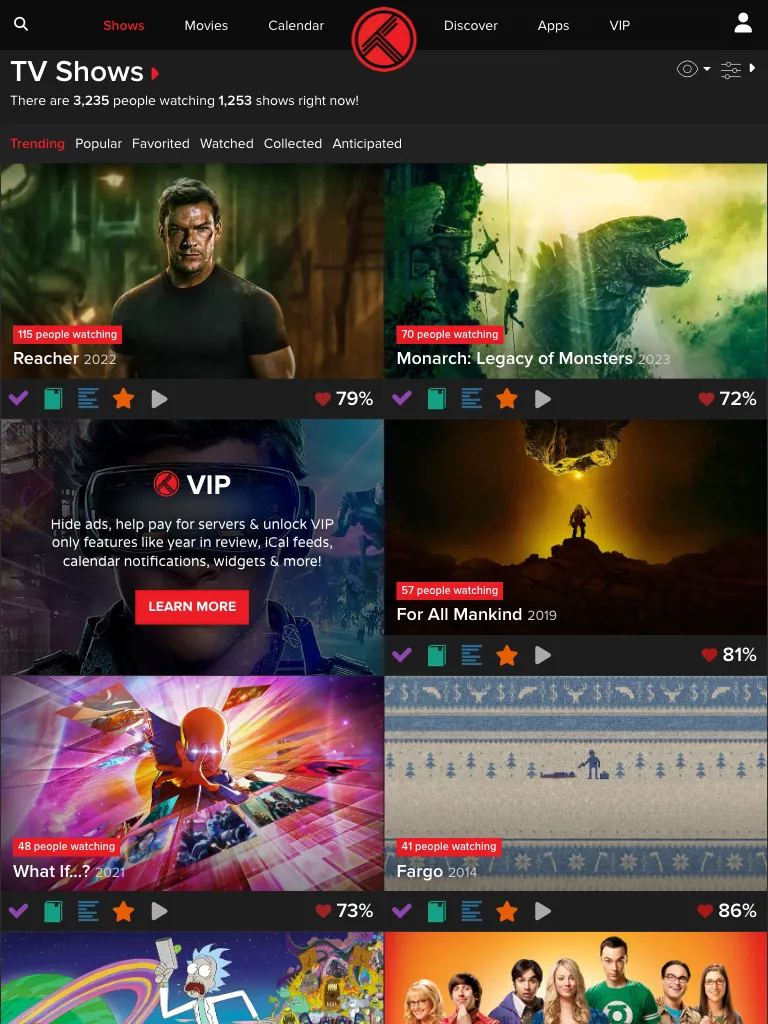 Shows
Movies
Calendar
Discover
Apps
VIP
TV Shows
There are 3,235 people watching 1,253 shows right now!
Trending Popular Favorited Watched Collected Anticipated
115 people watching
Reacher 2022
79%
70 people watching
Monarch: Legacy of Monsters 2023
72%
VIP
Hide ads, help pay for servers & unlock VIP
only features like year in review, iCal feeds,
calendar notifications, widgets & more!
LEARN MORE
57 people watching
For All Mankind 2019
81%
48 people watching
What If...? 2021
73%
41 people watching
Fargo 2014
86%